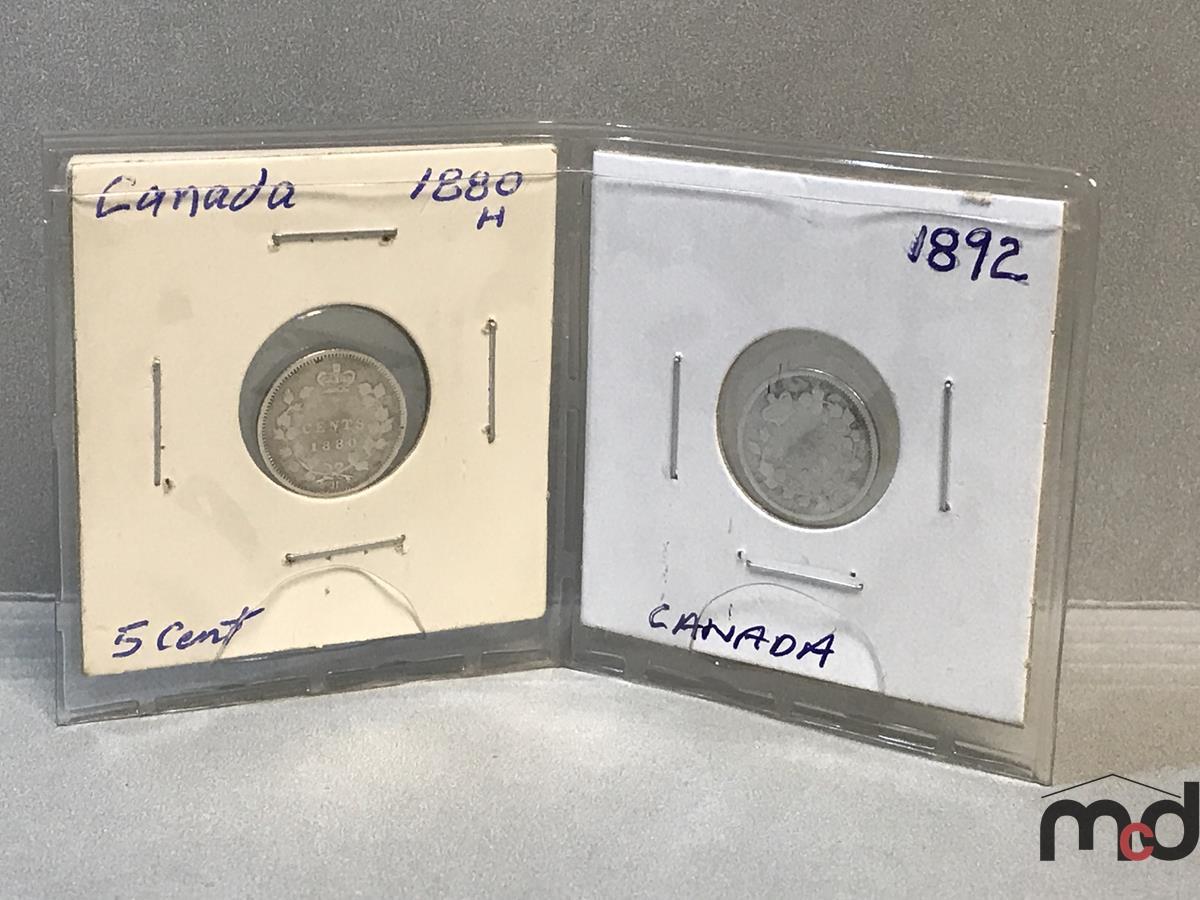 Canada 1880
H
CENTS
1880
5 Cent
1892
CANADA
mcd